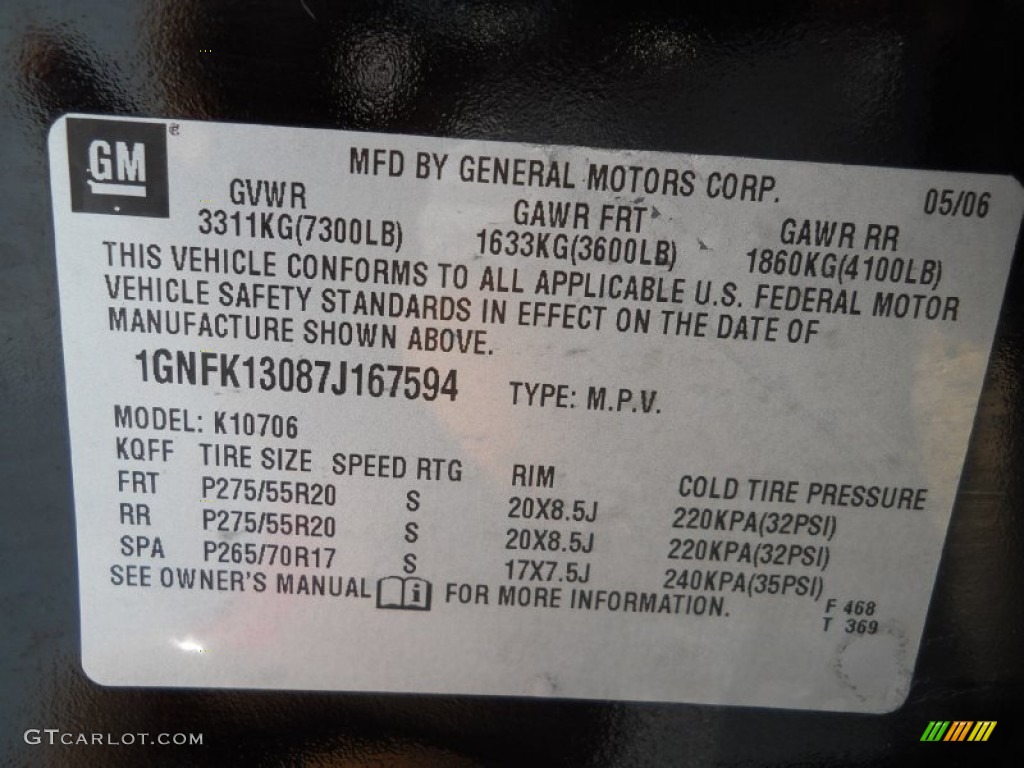 GM
MFD BY GENERAL MOTORS CORP.
05/06
GVWR GAWR FRT GAWR RR
3311KG(7300LB) 1633KG(3600LB) 1860KG(4100LB)
THIS VEHICLE CONFORMS TO ALL APPLICABLE U.S. FEDERAL MOTOR
VEHICLE SAFETY STANDARDS IN EFFECT ON THE DATE OF
MANUFACTURE SHOWN ABOVE.
1GNFK13087J167594 TYPE: M.P.V.
MODEL: K10706
KQFF TIRE SIZE SPEED RTG RIM COLD TIRE PRESSURE
FRT P275/55R20 S 20X8.5J 220KPA(32PSI)
RR P275/55R20 S 20X8.5J 220KPA(32PSI)
SPA P265/70R17 S 17X7.5J 240KPA(35PSI)
SEE OWNER'S MANUAL i FOR MORE INFORMATION.
F 468
T 369
GTCARLOT.COM